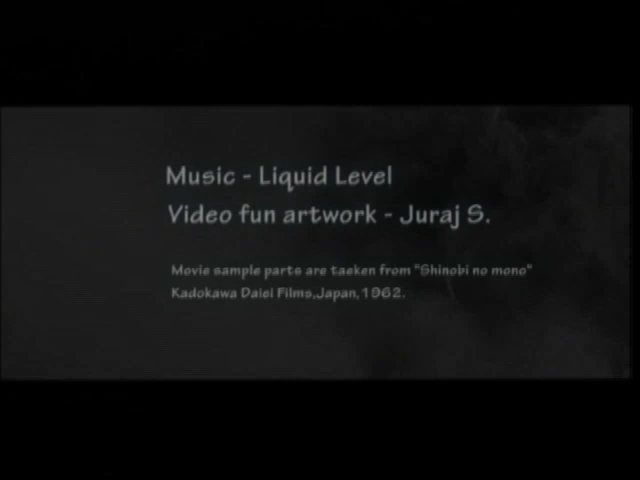 Music - Liquid Level
Video fun artwork - Juraj S.
Movie sample parts are taeken from "Shinobi no mono"
Kadokawa Daiei Films,Japan,1962.